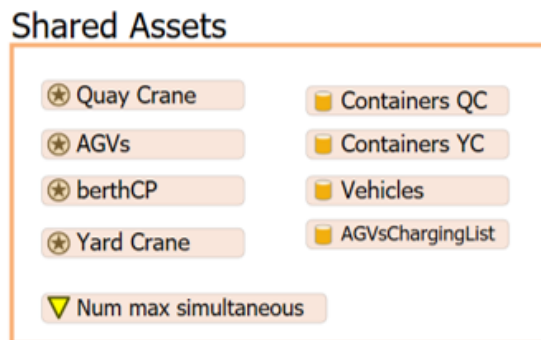 Shared Assets
Quay Crane
AGVs
berthCP
Yard Crane
Num max simultaneous
Containers QC
Containers YC
Vehicles
AGVsChargingList